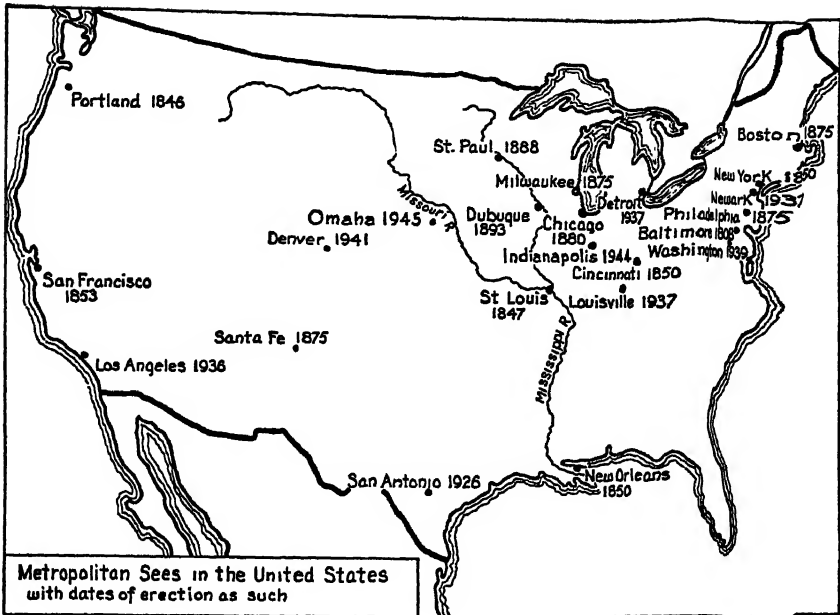 Portland 1846
St. Paul 1888
Boston 1875
New York 1850
Milwaukee 1875
Detroit
1937
Newark 1937
Philadelphia
1875
Missouri R.
Omaha 1945
Dubuque
1893
Chicago
1880
Baltimore 1808
Denver 1941
Indianapolis 1944
Washington 1939
San Francisco
1853
Cincinnati 1850
St Louis
1847
Louisville 1937
Santa Fe 1875
Mississippi R.
Los Angeles 1936
San Antonio 1926
New Orleans
1850
Metropolitan Sees in the United States
with dates of erection as such